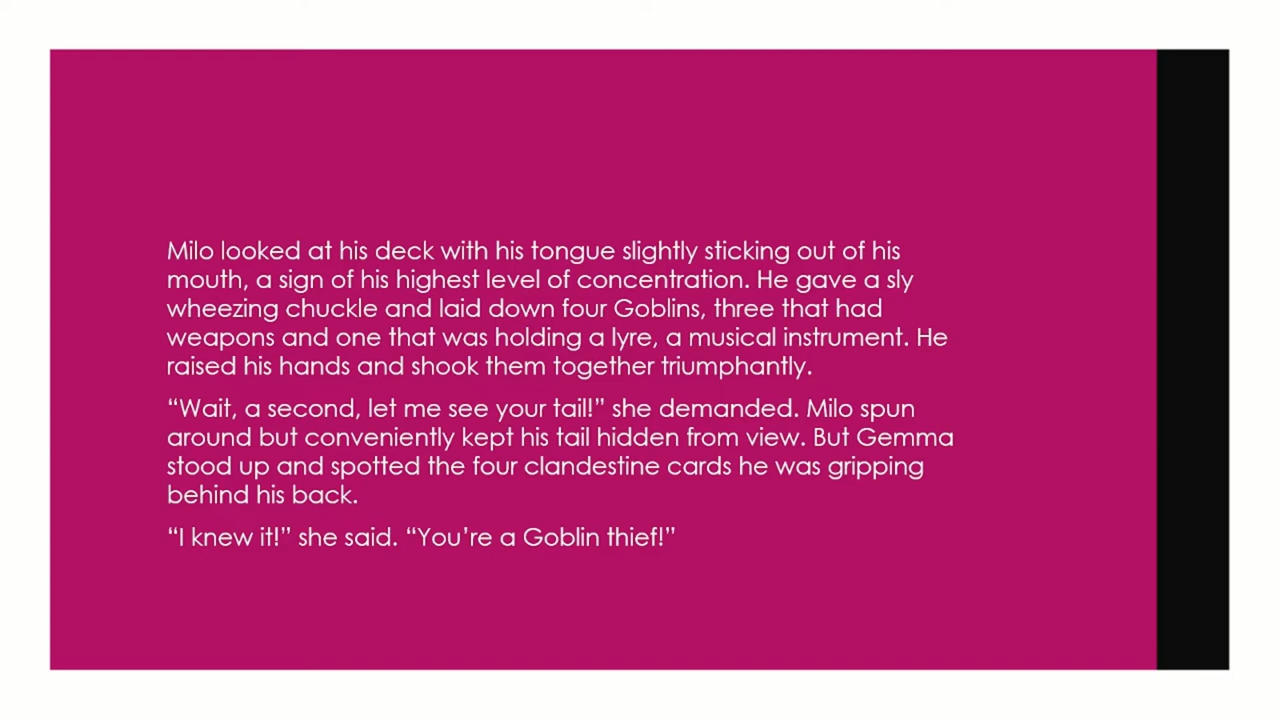 Milo looked at his deck with his tongue slightly sticking out of his
mouth, a sign of his highest level of concentration. He gave a sly
wheezing chuckle and laid down four Goblins, three that had
weapons and one that was holding a lyre, a musical instrument. He
raised his hands and shook them together triumphantly.
“Wait, a second, let me see your tail!” she demanded. Milo spun
around but conveniently kept his tail hidden from view. But Gemma
stood up and spotted the four clandestine cards he was gripping
behind his back.
“I knew it!” she said. “You’re a Goblin thief!”